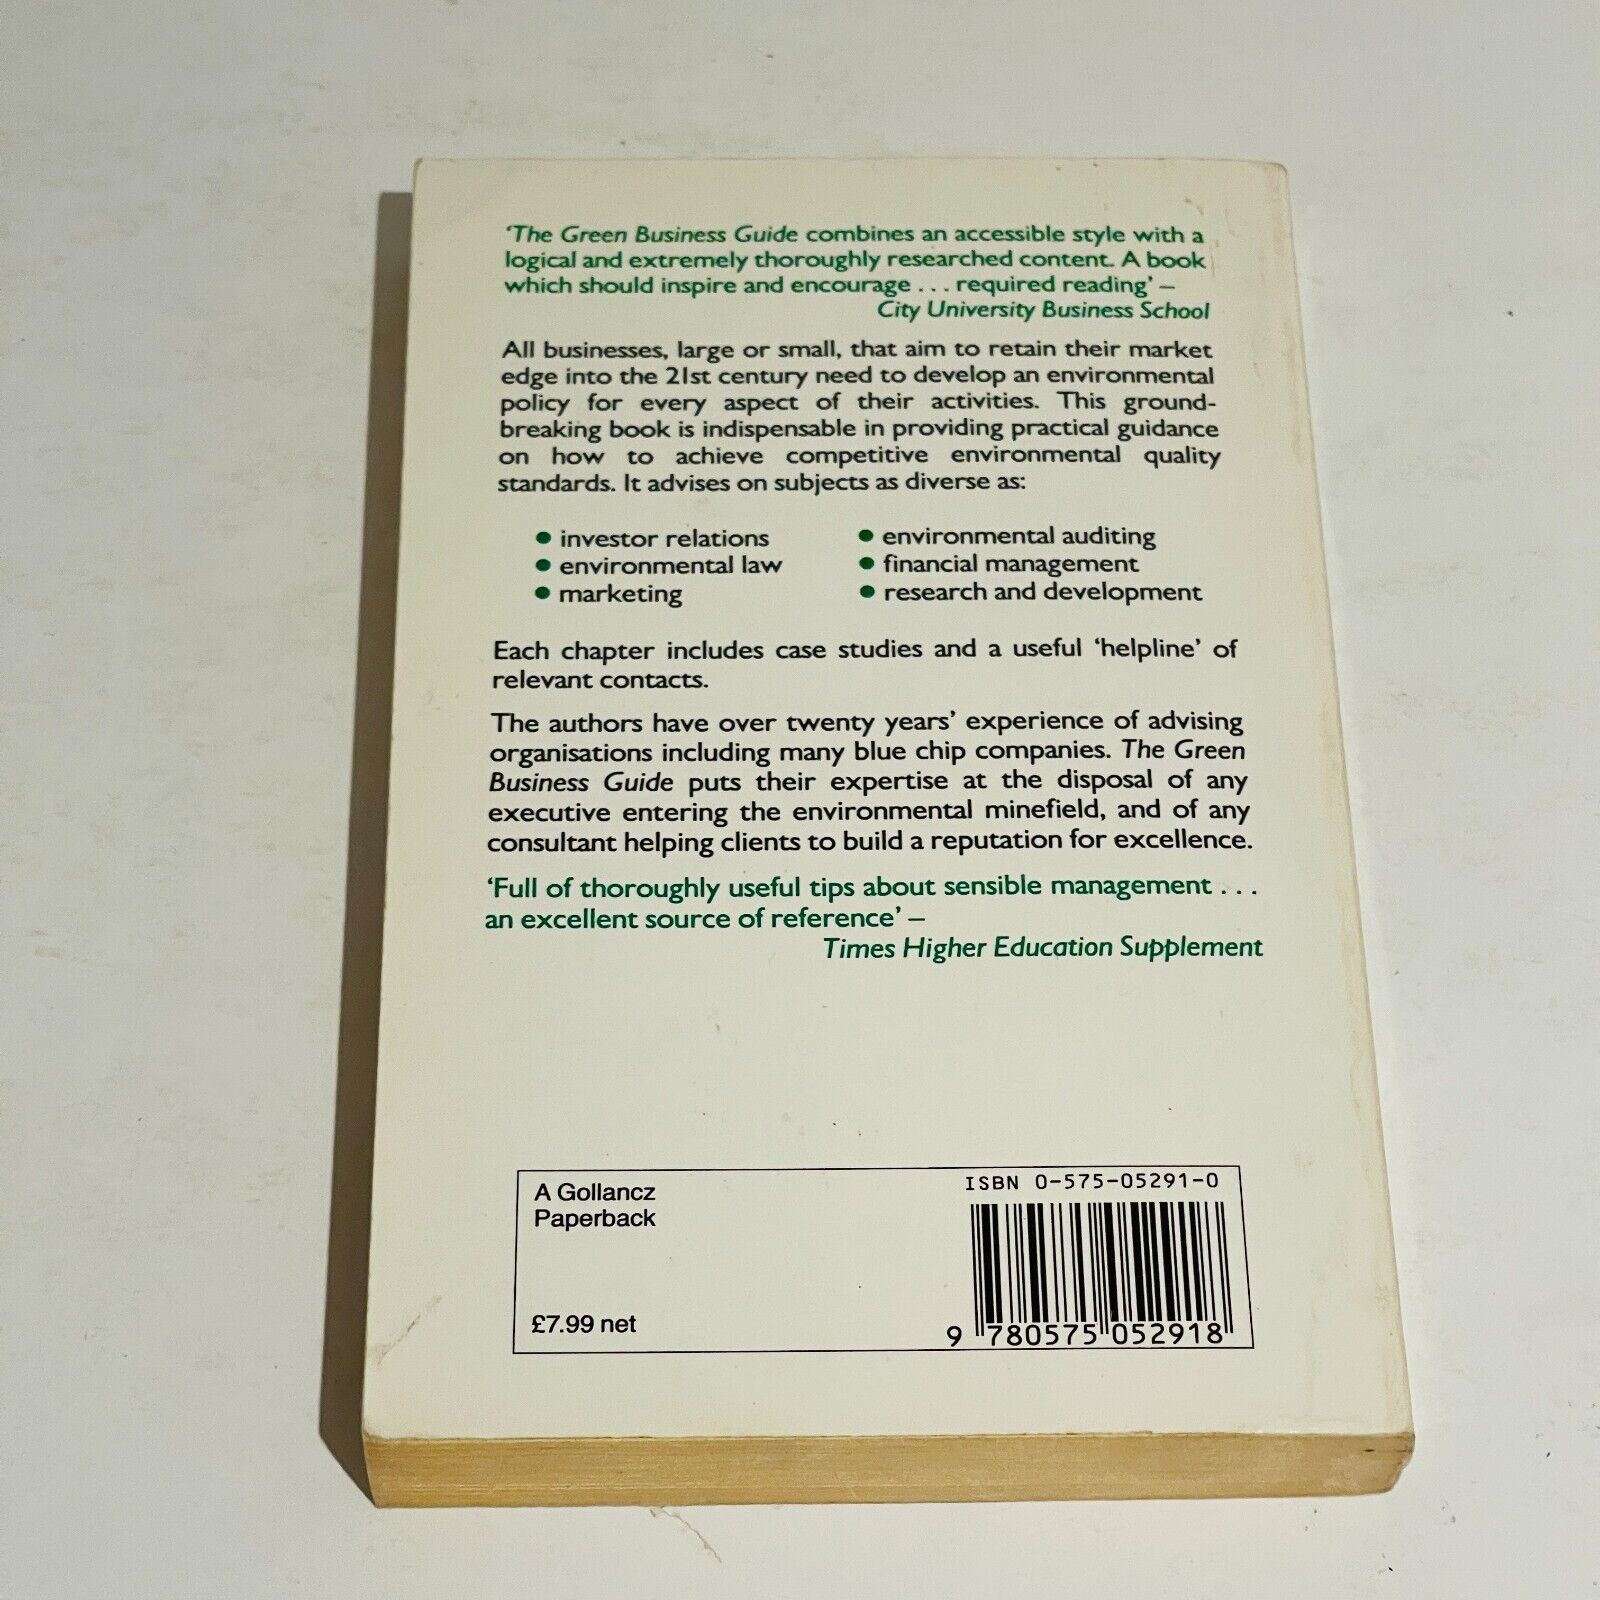 ‘The Green Business Guide combines an accessible style with a
logical and extremely thoroughly researched content. A book
which should inspire and encourage . . . required reading’ –
City University Business School
All businesses, large or small, that aim to retain their market
edge into the 21st century need to develop an environmental
policy for every aspect of their activities. This ground-
breaking book is indispensable in providing practical guidance
on how to achieve competitive environmental quality
standards. It advises on subjects as diverse as:
● investor relations
● environmental law
● marketing
● environmental auditing
● financial management
● research and development
Each chapter includes case studies and a useful ‘helpline’ of
relevant contacts.
The authors have over twenty years’ experience of advising
organisations including many blue chip companies. The Green
Business Guide puts their expertise at the disposal of any
executive entering the environmental minefield, and of any
consultant helping clients to build a reputation for excellence.
‘Full of thoroughly useful tips about sensible management . . .
an excellent source of reference’ –
Times Higher Education Supplement
A Gollancz
Paperback
£7.99 net
ISBN 0-575-05291-0
9 780575 052918